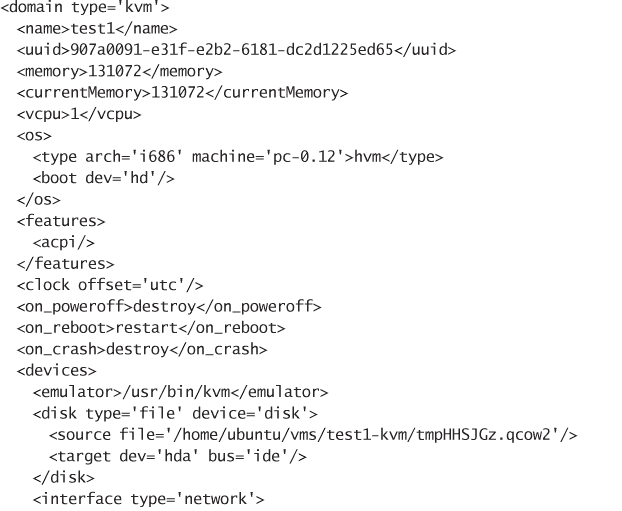 <domain type='kvm'>
<name>test1</name>
<uuid>907a0091-e31f-e2b2-6181-dc2d1225ed65</uuid>
<memory>131072</memory>
<currentMemory>131072</currentMemory>
<vcpu>1</vcpu>
<os>
<type arch='i686' machine='pc-0.12'>hvm</type>
<boot dev='hd'/>
</os>
<features>
<acpi/>
</features>
<clock offset='utc'/>
<on_poweroff>destroy</on_poweroff>
<on_reboot>restart</on_reboot>
<on_crash>destroy</on_crash>
<devices>
<emulator>/usr/bin/kvm</emulator>
<disk type='file' device='disk'>
<source file='/home/ubuntu/vms/test1-kvm/tmpHHSJGz.qcow2'/>
<target dev='hda' bus='ide'/>
</disk>
<interface type='network'>